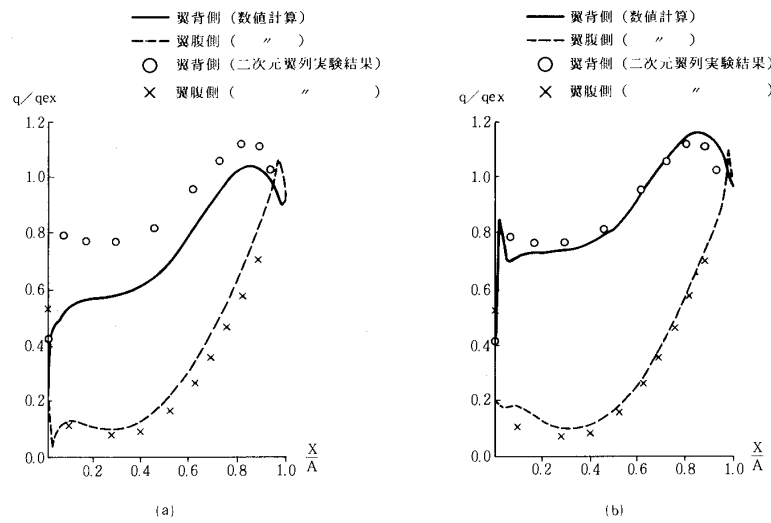 翼背側 (数値計算)
翼腹側 ( 〃 )
翼背側 (二次元翼列実験結果)
翼腹側 ( 〃 )
q/qex
1.2
1.0
0.8
0.6
0.4
0.2
0.0
0.2 0.4 0.6 0.8 1.0
X
A
(a)
翼背側 (数値計算)
翼腹側 ( 〃 )
翼背側 (二次元翼列実験結果)
翼腹側 ( 〃 )
q/qex
1.2
1.0
0.8
0.6
0.4
0.2
0.0
0.2 0.4 0.6 0.8 1.0
X
A
(b)